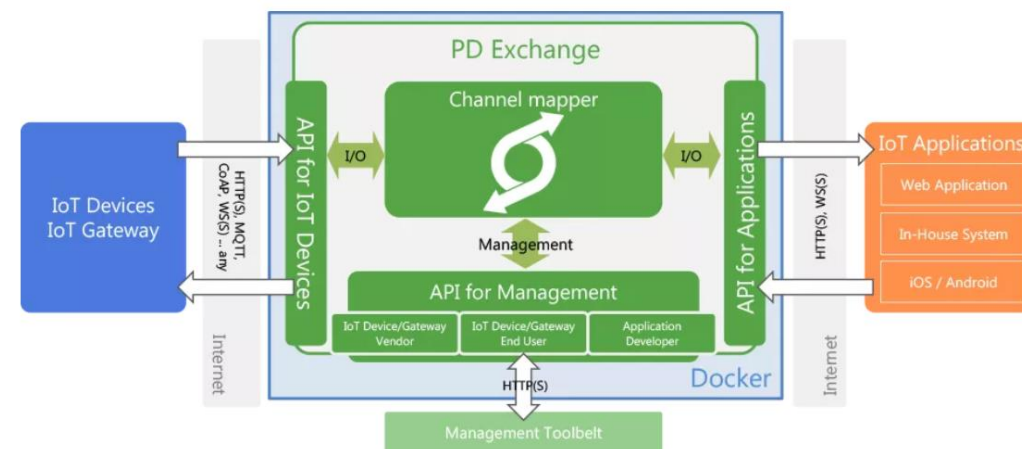 PD Exchange
Channel mapper
API for IoT Devices
I/O
I/O
API for Applications
IoT Devices
IoT Gateway
HTTP(S), MQTT,
CoAP, WS(S) ... any
Internet
Management
API for Management
IoT Device/Gateway
Vendor
IoT Device/Gateway
End User
Application
Developer
HTTP(S)
Docker
Management Toolbelt
HTTP(S), WS(S)
Internet
IoT Applications
Web Application
In-House System
iOS / Android